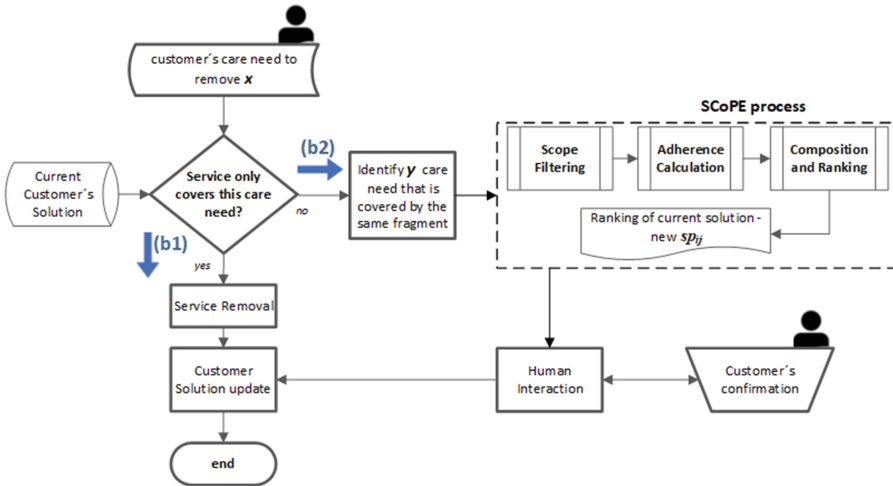 customer´s care need to
remove x
SCoPE process
(b2)
Scope
Filtering
Adherence
Calculation
Composition
and Ranking
Current
Customer´s
Solution
Service only
covers this care
need?
no
Identify y care
need that is
covered by the
same fragment
Ranking of current solution -
new spij
(b1)
yes
Service Removal
Customer
Solution update
Human
Interaction
Customer´s
confirmation
end